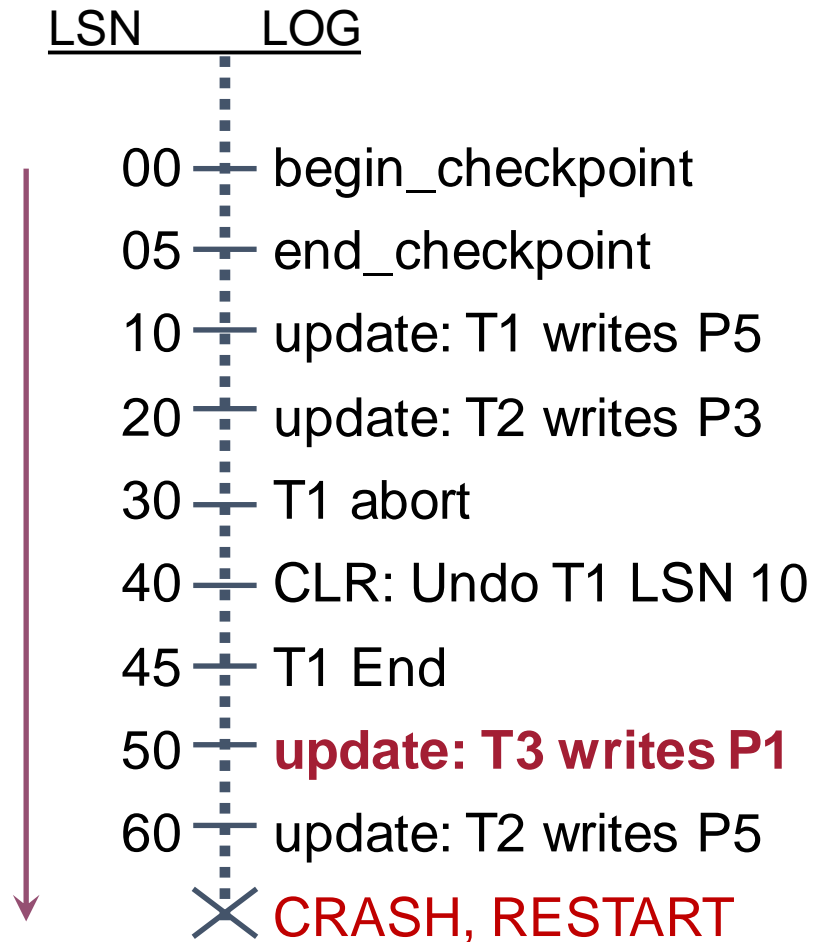 LSN LOG
00 begin_checkpoint
05 end_checkpoint
10 update: T1 writes P5
20 update: T2 writes P3
30 T1 abort
40 CLR: Undo T1 LSN 10
45 T1 End
50 update: T3 writes P1
60 update: T2 writes P5
CRASH, RESTART